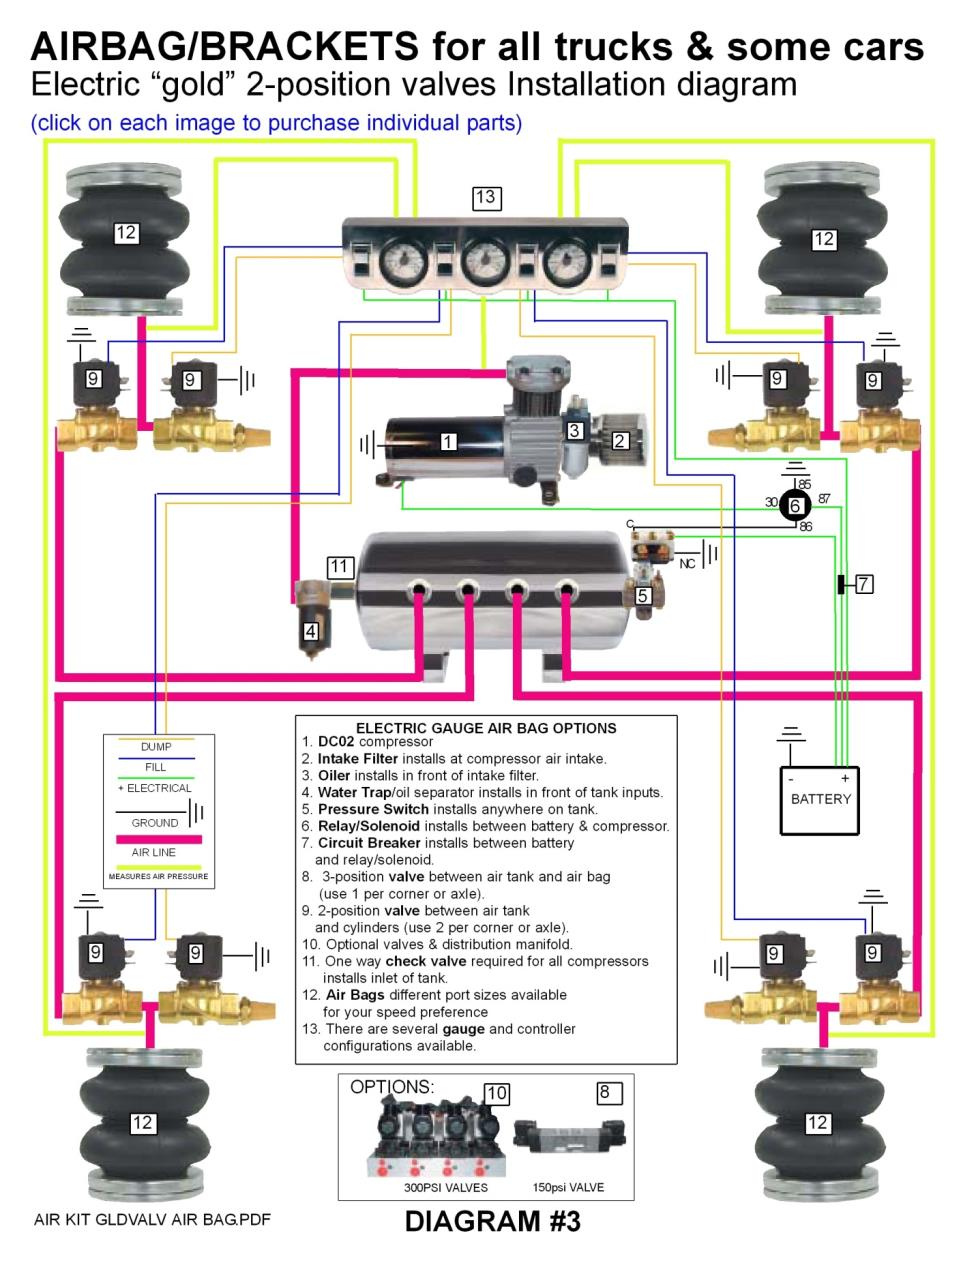 AIRBAG/BRACKETS for all trucks & some cars
Electric “gold” 2-position valves Installation diagram
(click on each image to purchase individual parts)
13
12
12
9
9
9
9
1
3
2
85
30
6
87
86
C
11
NC
7
5
4
ELECTRIC GAUGE AIR BAG OPTIONS
1. DC02 compressor
2. Intake Filter installs at compressor air intake.
3. Oiler installs in front of intake filter.
4. Water Trap/oil separator installs in front of tank inputs.
5. Pressure Switch installs anywhere on tank.
6. Relay/Solenoid installs between battery & compressor.
7. Circuit Breaker installs between battery
and relay/solenoid.
8. 3-position valve between air tank and air bag
(use 1 per corner or axle).
9. 2-position valve between air tank
and cylinders (use 2 per corner or axle).
10. Optional valves & distribution manifold.
11. One way check valve required for all compressors
installs inlet of tank.
12. Air Bags different port sizes available
for your speed preference
13. There are several gauge and controller
configurations available.
DUMP
FILL
+ ELECTRICAL
GROUND
AIR LINE
MEASURES AIR PRESSURE
- +
BATTERY
9
9
9
9
12
12
OPTIONS:
10
8
300PSI VALVES
150psi VALVE
AIR KIT GLDVALV AIR BAG.PDF
DIAGRAM #3